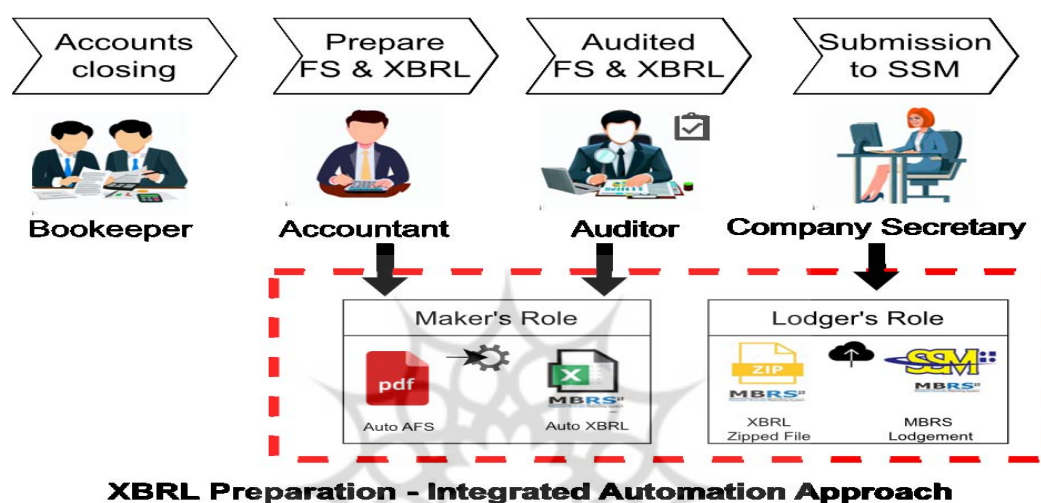 Accounts
closing
Prepare
FS & XBRL
Audited
FS & XBRL
Submission
to SSM
Bookeeper
Accountant
Auditor
Company Secretary
Maker's Role
Lodger's Role
pdf
X
MBRS
Auto AFS
Auto XBRL
ZIP
MBRS
SSM
MBRS
XBRL
Zipped File
MBRS
Lodgement
XBRL Preparation - Integrated Automation Approach